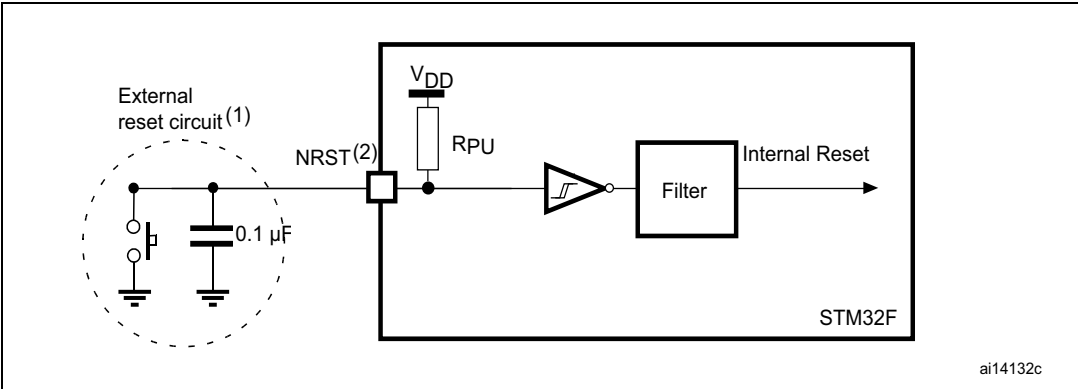 External
reset circuit(1)
VDD
RPU
NRST(2)
Internal Reset
Filter
0.1 µF
STM32F
ai14132c